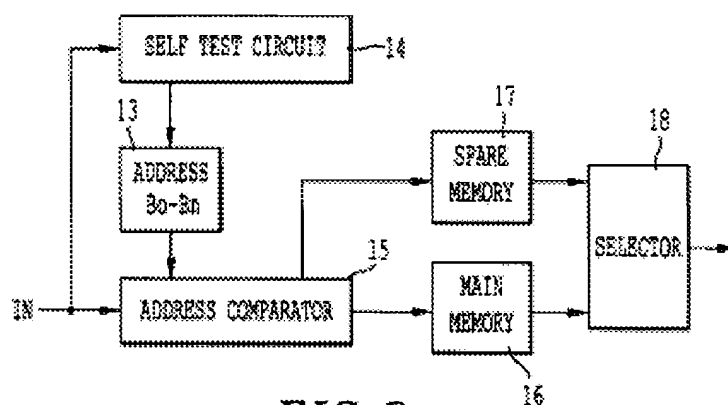 SELF TEST CIRCUIT
14
13
ADDRESS
Bo-Bn
17
SPARE
MEMORY
18
SELECTOR
15
IN
ADDRESS COMPARATOR
MAIN
MEMORY
16